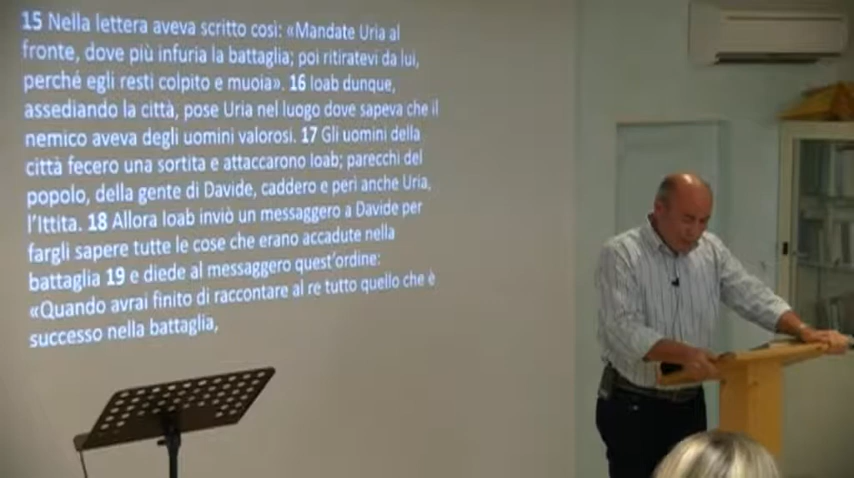 15 Nella lettera aveva scritto così: «Mandate Uria al
fronte, dove più infuria la battaglia; poi ritiratevi da lui,
perché egli resti colpito e muoia». 16 Ioab dunque,
assediando la città, pose Uria nel luogo dove sapeva che il
nemico aveva degli uomini valorosi. 17 Gli uomini della
città fecero una sortita e attaccarono Ioab; parecchi del
popolo, della gente di Davide, caddero e perì anche Uria,
l'Ittita. 18 Allora Ioab inviò un messaggero a Davide per
fargli sapere tutte le cose che erano accadute nella
battaglia 19 e diede al messaggero quest'ordine:
«Quando avrai finito di raccontare al re tutto quello che è
successo nella battaglia,